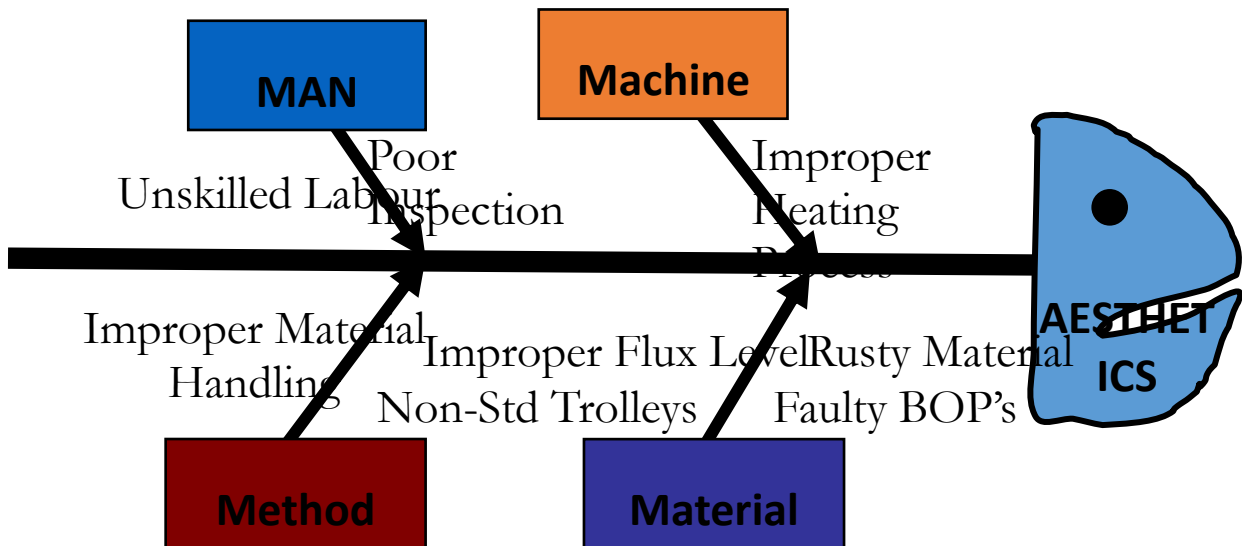 MAN
Machine
Unskilled Labour
Poor
Inspection
Improper
Heating
Process
Improper Material
Handling
Improper Flux Level
Non-Std Trolleys
Rusty Material
Faulty BOP's
AESTHET
ICS
Method
Material